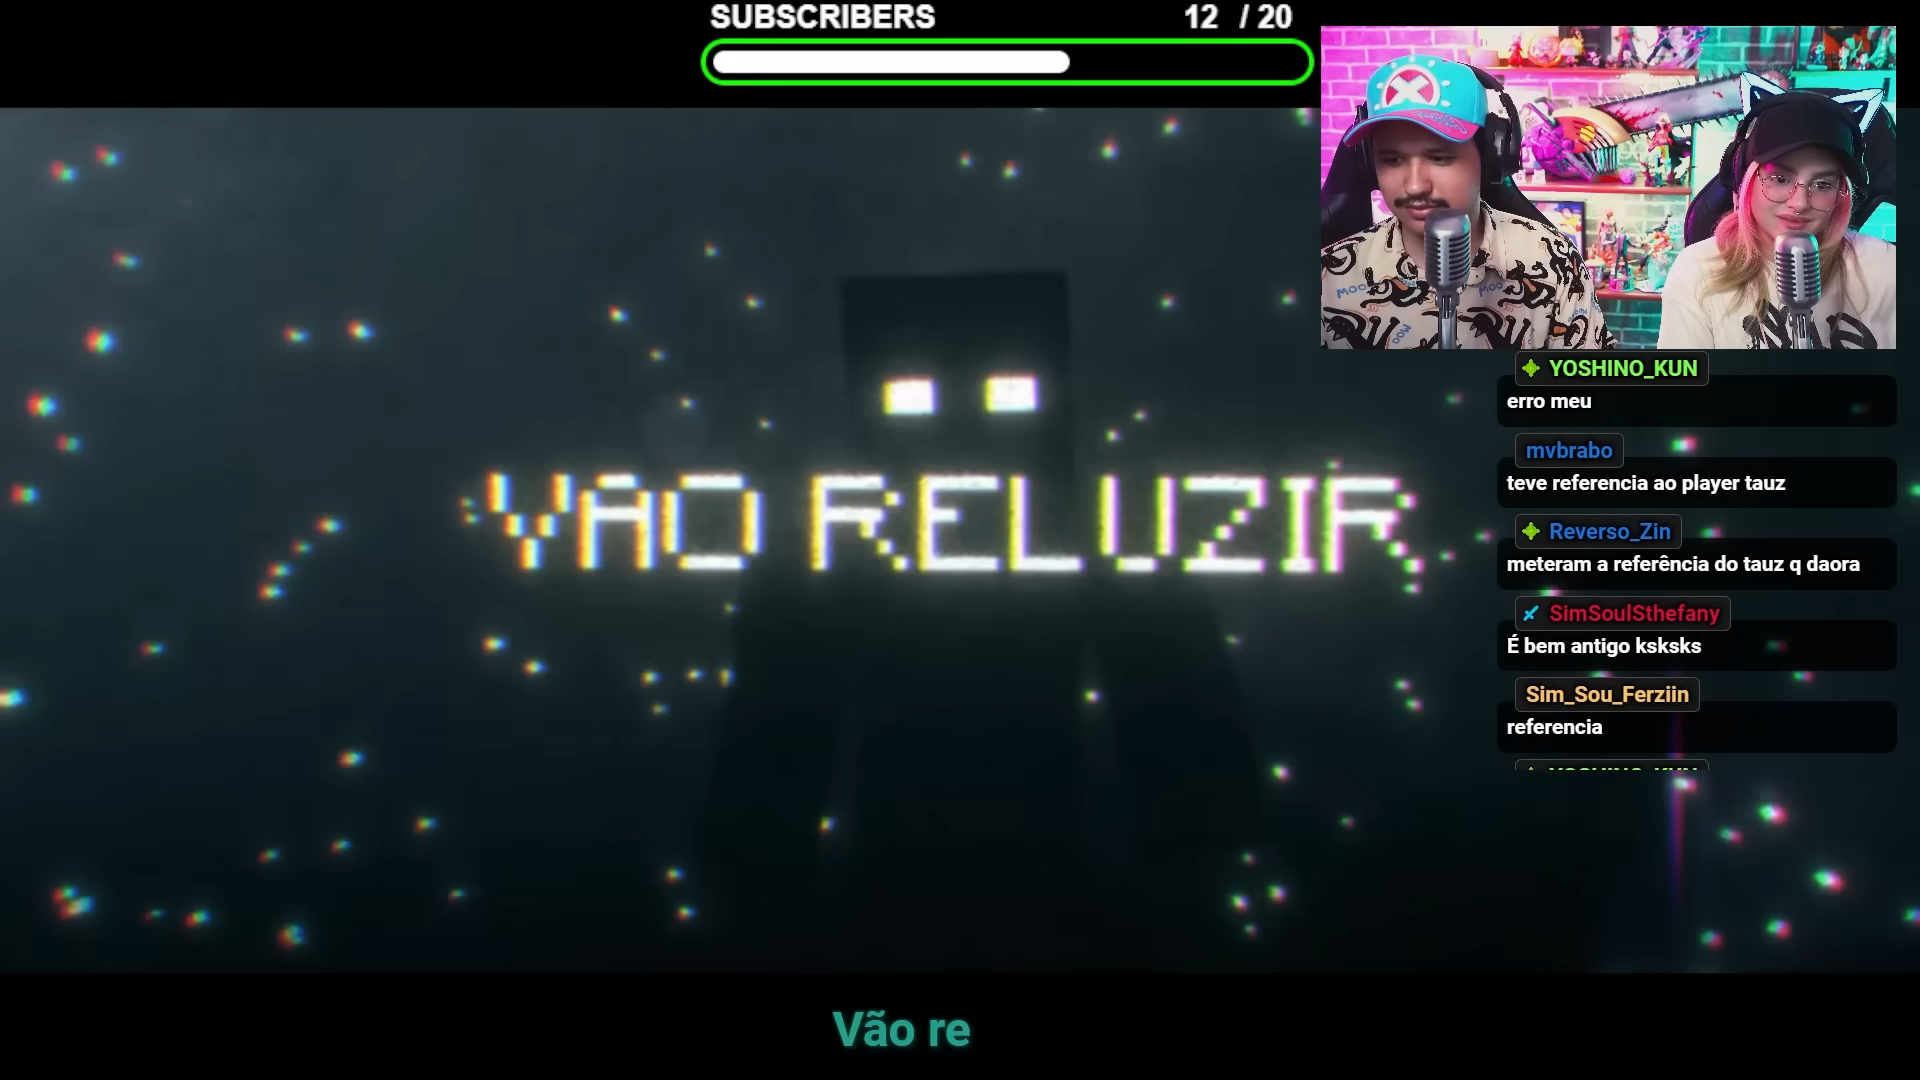 SUBSCRIBERS 12 / 20
VÃO RELUZIR
YOSHINO_KUN
erro meu
mvbrabo
teve referencia ao player tauz
Reverso_Zin
meteram a referência do tauz q daora
SimSoulSthefany
É bem antigo ksksks
Sim_Sou_Ferziin
referencia
Vão re